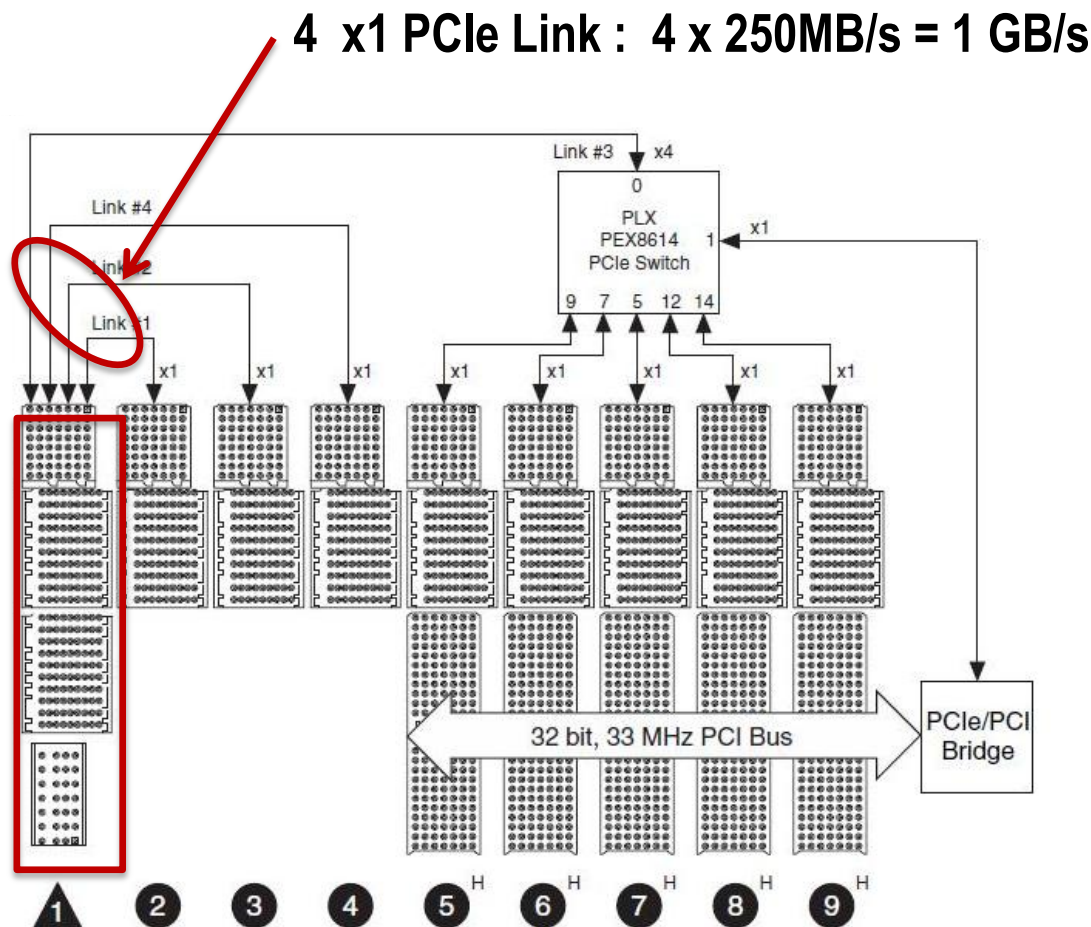 4 x1 PCIe Link : 4 x 250MB/s = 1 GB/s
Link #3 x4
0
PLX
PEX8614
PCIe Switch
1
x1
9 7 5 12 14
Link #4
Link #2
Link #1
x1 x1 x1 x1 x1 x1 x1 x1
32 bit, 33 MHz PCI Bus
PCIe/PCI
Bridge
1 2 3 4 5 H 6 H 7 H 8 H 9 H